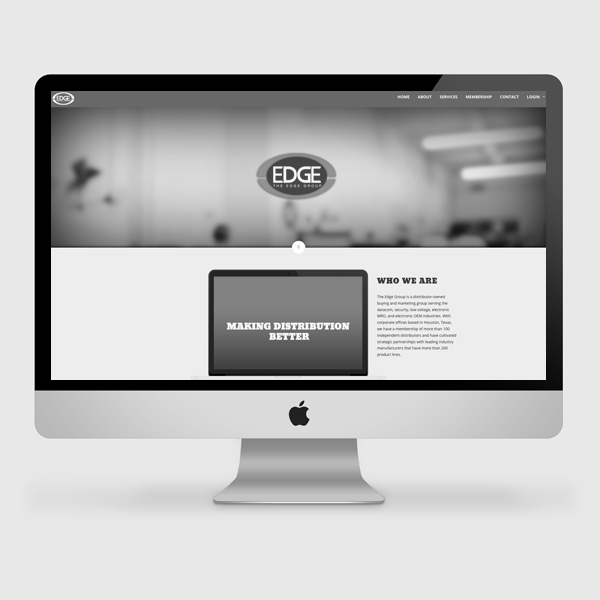 EDGE
HOME ABOUT SERVICES MEMBERSHIP CONTACT LOGIN
EDGE
THE EDGE GROUP
WHO WE ARE
The Edge Group is a distributor-owned
buying and marketing group serving the
datacom, security, low-voltage, electronic
MRO, and electronic OEM industries. With
corporate offices based in Houston, Texas,
we have a membership of more than 100
independent distributors and have cultivated
strategic partnerships with leading industry
manufacturers that have more than 200
product lines.
MAKING DISTRIBUTION
BETTER